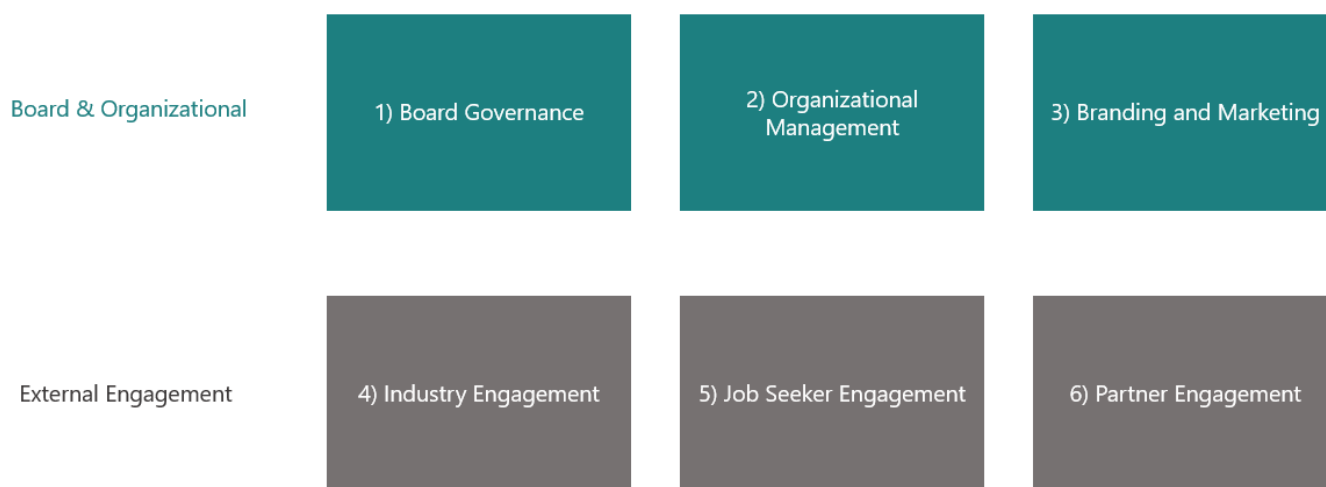 Board & Organizational
1) Board Governance
2) Organizational
Management
3) Branding and Marketing
External Engagement
4) Industry Engagement
5) Job Seeker Engagement
6) Partner Engagement